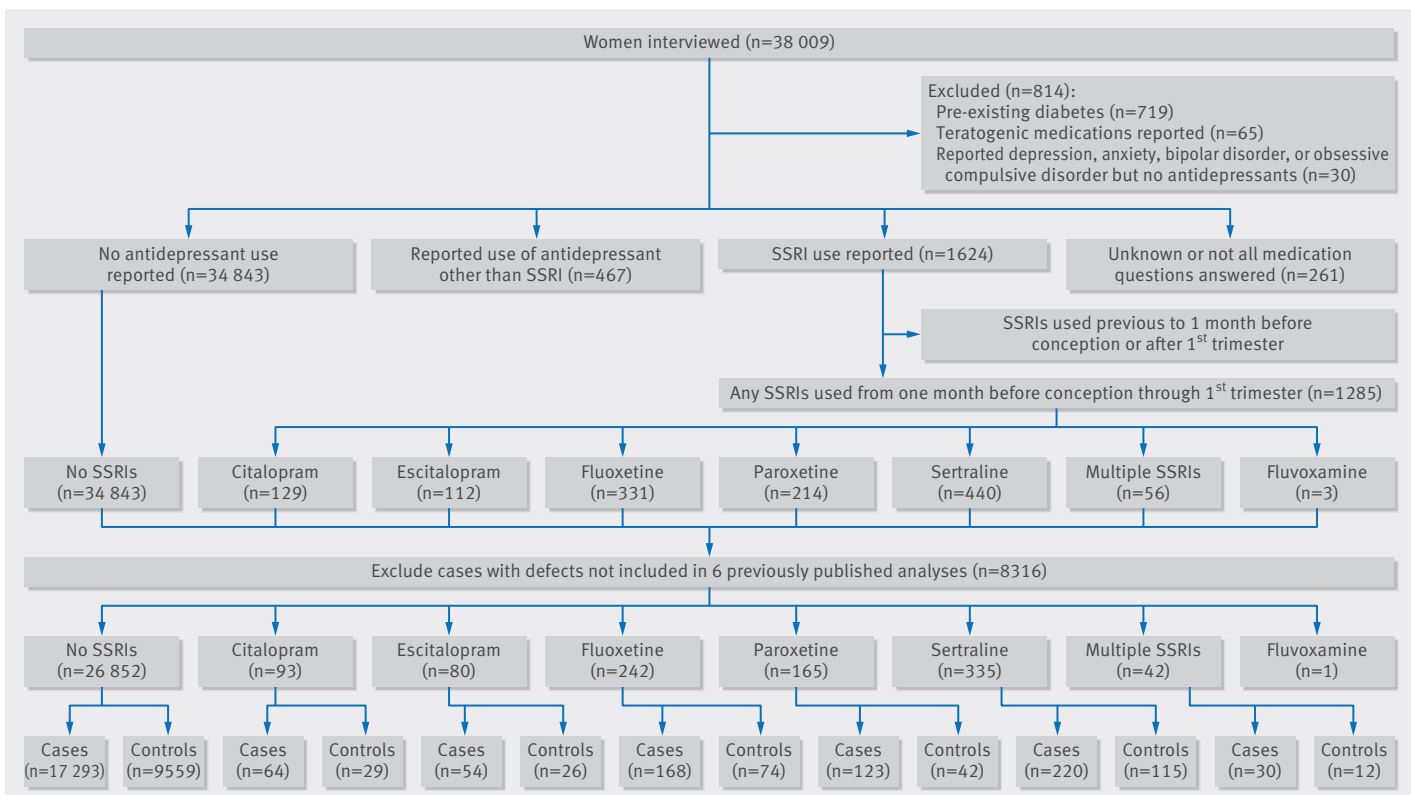 Women interviewed (n=38 009)
Excluded (n=814):
Pre-existing diabetes (n=719)
Teratogenic medications reported (n=65)
Reported depression, anxiety, bipolar disorder, or obsessive
compulsive disorder but no antidepressants (n=30)
No antidepressant use
reported (n=34 843)
Reported use of antidepressant
other than SSRI (n=467)
SSRI use reported (n=1624)
Unknown or not all medication
questions answered (n=261)
SSRIs used previous to 1 month before
conception or after 1st trimester
Any SSRIs used from one month before conception through 1st trimester (n=1285)
No SSRIs
(n=34 843)
Citalopram
(n=129)
Escitalopram
(n=112)
Fluoxetine
(n=331)
Paroxetine
(n=214)
Sertraline
(n=440)
Multiple SSRIs
(n=56)
Fluvoxamine
(n=3)
Exclude cases with defects not included in 6 previously published analyses (n=8316)
No SSRIs
(n=26 852)
Citalopram
(n=93)
Escitalopram
(n=80)
Fluoxetine
(n=242)
Paroxetine
(n=165)
Sertraline
(n=335)
Multiple SSRIs
(n=42)
Fluvoxamine
(n=1)
Cases
(n=17 293)
Controls
(n=9559)
Cases
(n=64)
Controls
(n=29)
Cases
(n=54)
Controls
(n=26)
Cases
(n=168)
Controls
(n=74)
Cases
(n=123)
Controls
(n=42)
Cases
(n=220)
Controls
(n=115)
Cases
(n=30)
Controls
(n=12)